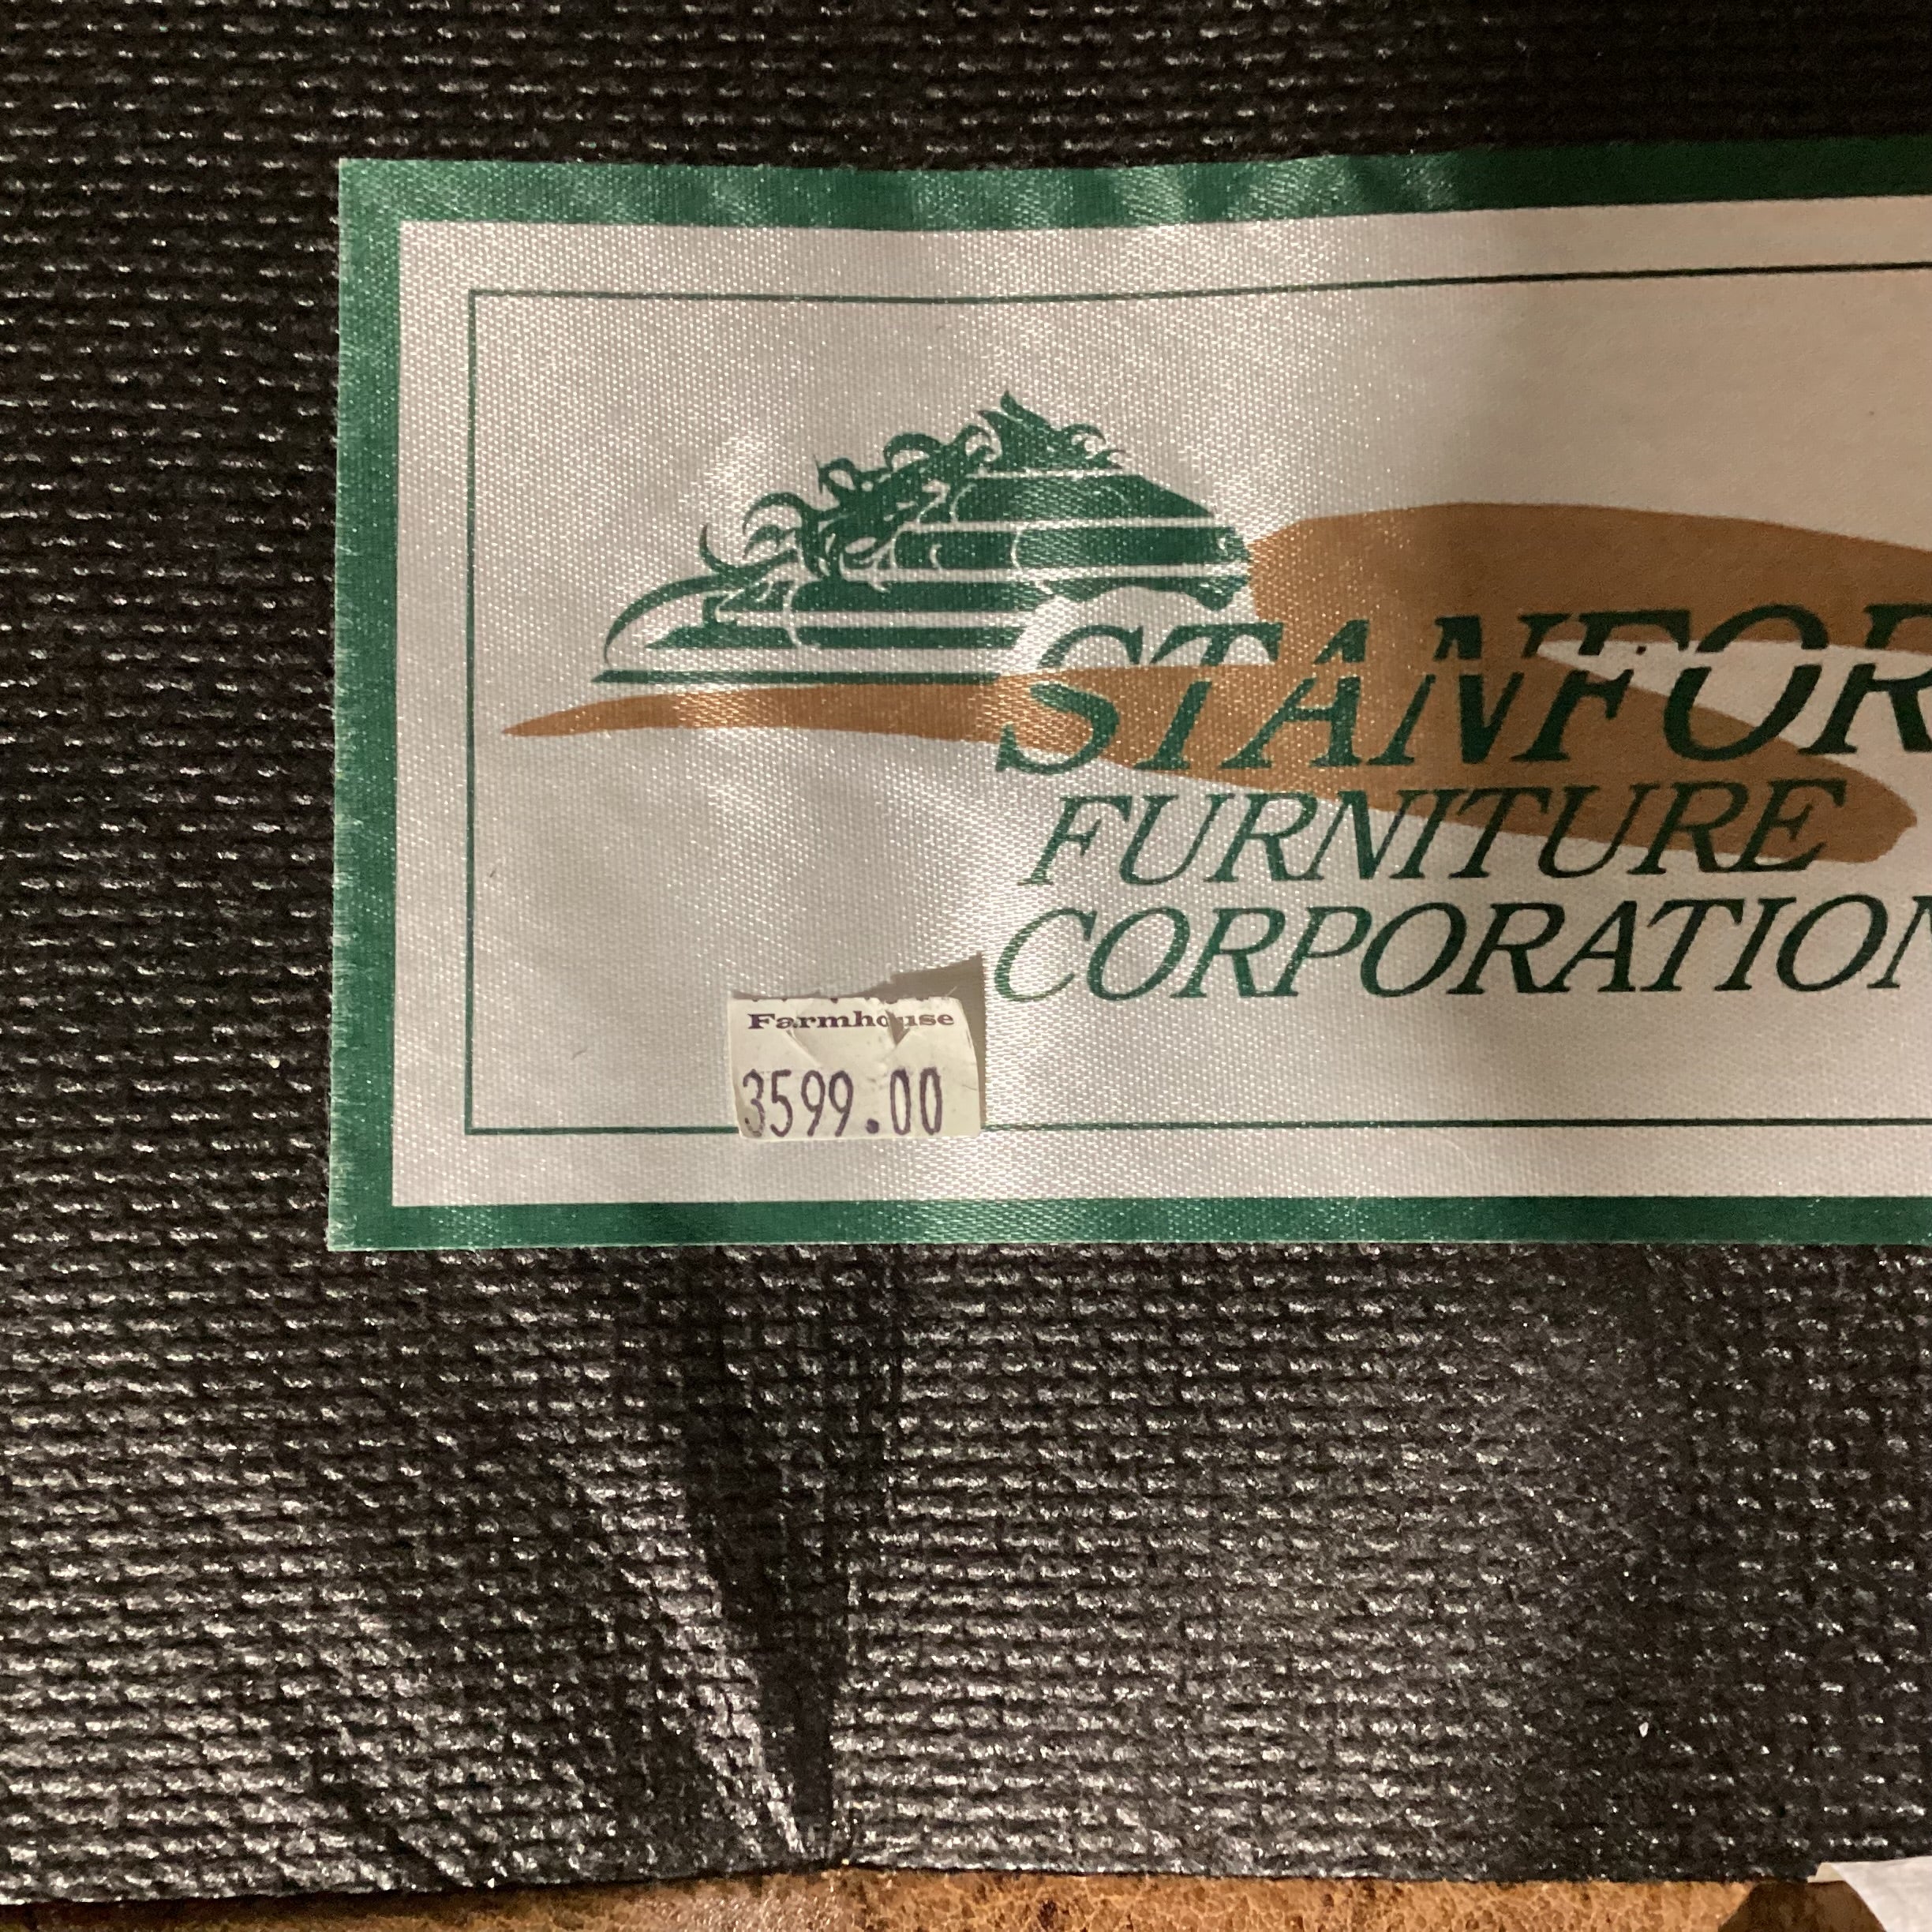 STANFOR
FURNITURE
CORPORATION
Farmhouse
3599.00